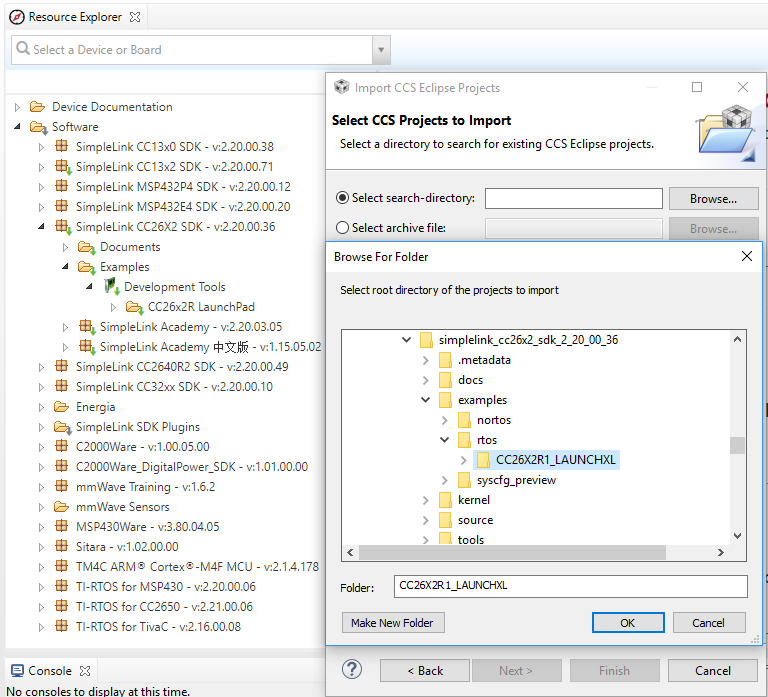 Resource Explorer
Select a Device or Board
Device Documentation
Software
SimpleLink CC13x0 SDK - v:2.20.00.38
SimpleLink CC13x2 SDK - v:2.20.00.71
SimpleLink MSP432P4 SDK - v:2.20.00.12
SimpleLink MSP432E4 SDK - v:2.20.00.20
SimpleLink CC26X2 SDK - v:2.20.00.36
Documents
Examples
Development Tools
CC26x2R LaunchPad
SimpleLink Academy - v:2.20.03.05
SimpleLink Academy 中文版 - v:1.15.05.02
SimpleLink CC2640R2 SDK - v:2.20.00.49
SimpleLink CC32xx SDK - v:2.20.00.10
Energia
SimpleLink SDK Plugins
C2000Ware - v:1.00.05.00
C2000Ware_DigitalPower_SDK - v:1.01.00.00
mmWave Training - v:1.6.2
mmWave Sensors
MSP430Ware - v:3.80.04.05
Sitara - v:1.02.00.00
TM4C ARM® Cortex®-M4F MCU - v:2.1.4.178
TI-RTOS for MSP430 - v:2.20.00.06
TI-RTOS for CC2650 - v:2.21.00.06
TI-RTOS for TivaC - v:2.16.00.08
Console
No consoles to display at this time.
Import CCS Eclipse Projects
Select CCS Projects to Import
Select a directory to search for existing CCS Eclipse projects.
Select search-directory:
Browse...
Select archive file:
Browse...
Browse For Folder
Select root directory of the projects to import
simplelink_cc26x2_sdk_2_20_00_36
.metadata
docs
examples
nortos
rtos
CC26X2R1_LAUNCHXL
syscfg_preview
kernel
source
tools
Folder:
CC26X2R1_LAUNCHXL
Make New Folder
OK
Cancel
?
< Back
Next >
Finish
Cancel